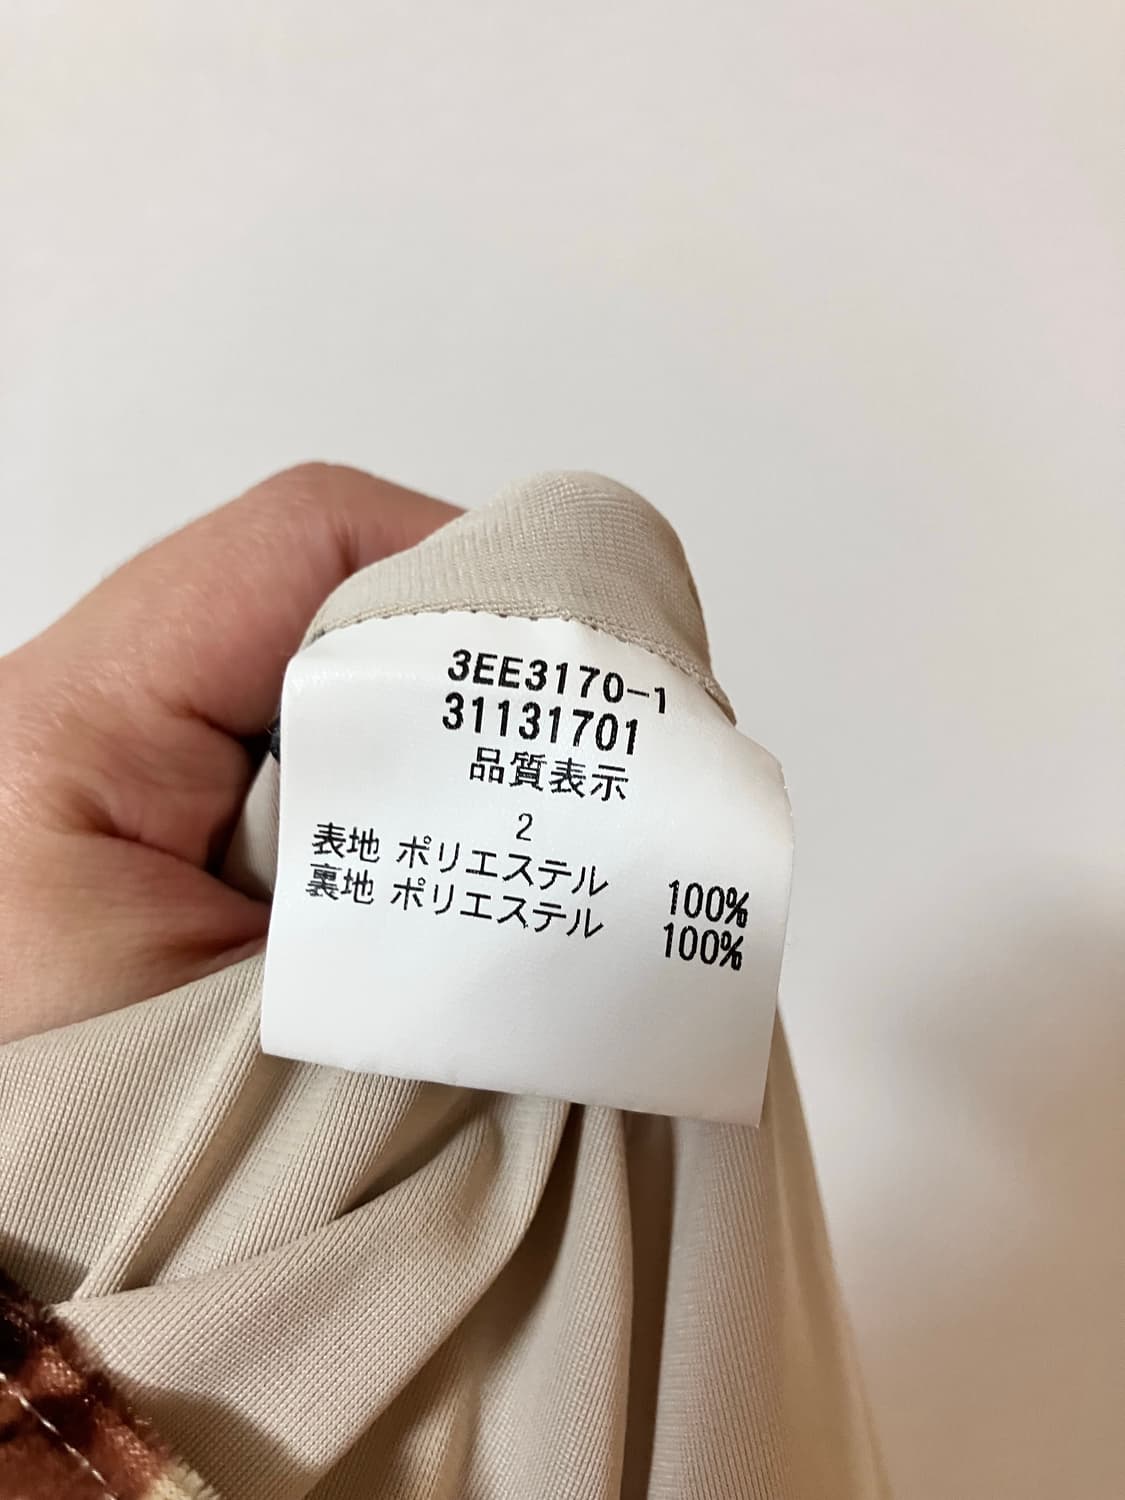 3EE3170-1
31131701
品質表示
2
表地 ポリエステル 100%
裏地 ポリエステル 100%